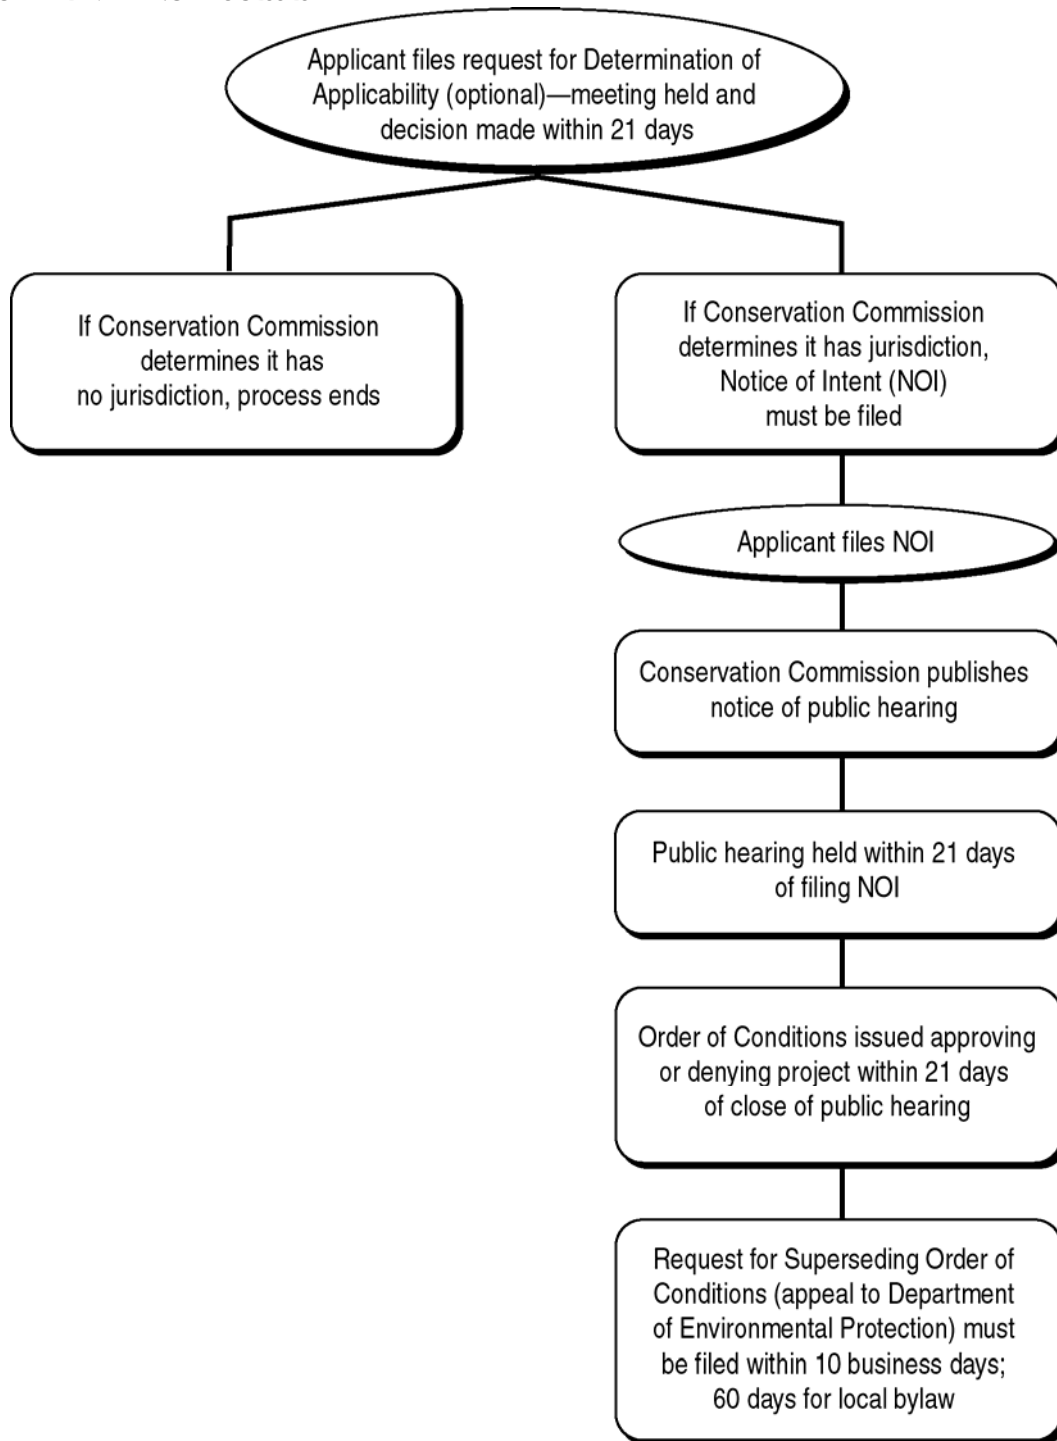 Applicant files request for Determination of
Applicability (optional)—meeting held and
decision made within 21 days
If Conservation Commission
determines it has
no jurisdiction, process ends
If Conservation Commission
determines it has jurisdiction,
Notice of Intent (NOI)
must be filed
Applicant files NOI
Conservation Commission publishes
notice of public hearing
Public hearing held within 21 days
of filing NOI
Order of Conditions issued approving
or denying project within 21 days
of close of public hearing
Request for Superseding Order of
Conditions (appeal to Department
of Environmental Protection) must
be filed within 10 business days;
60 days for local bylaw